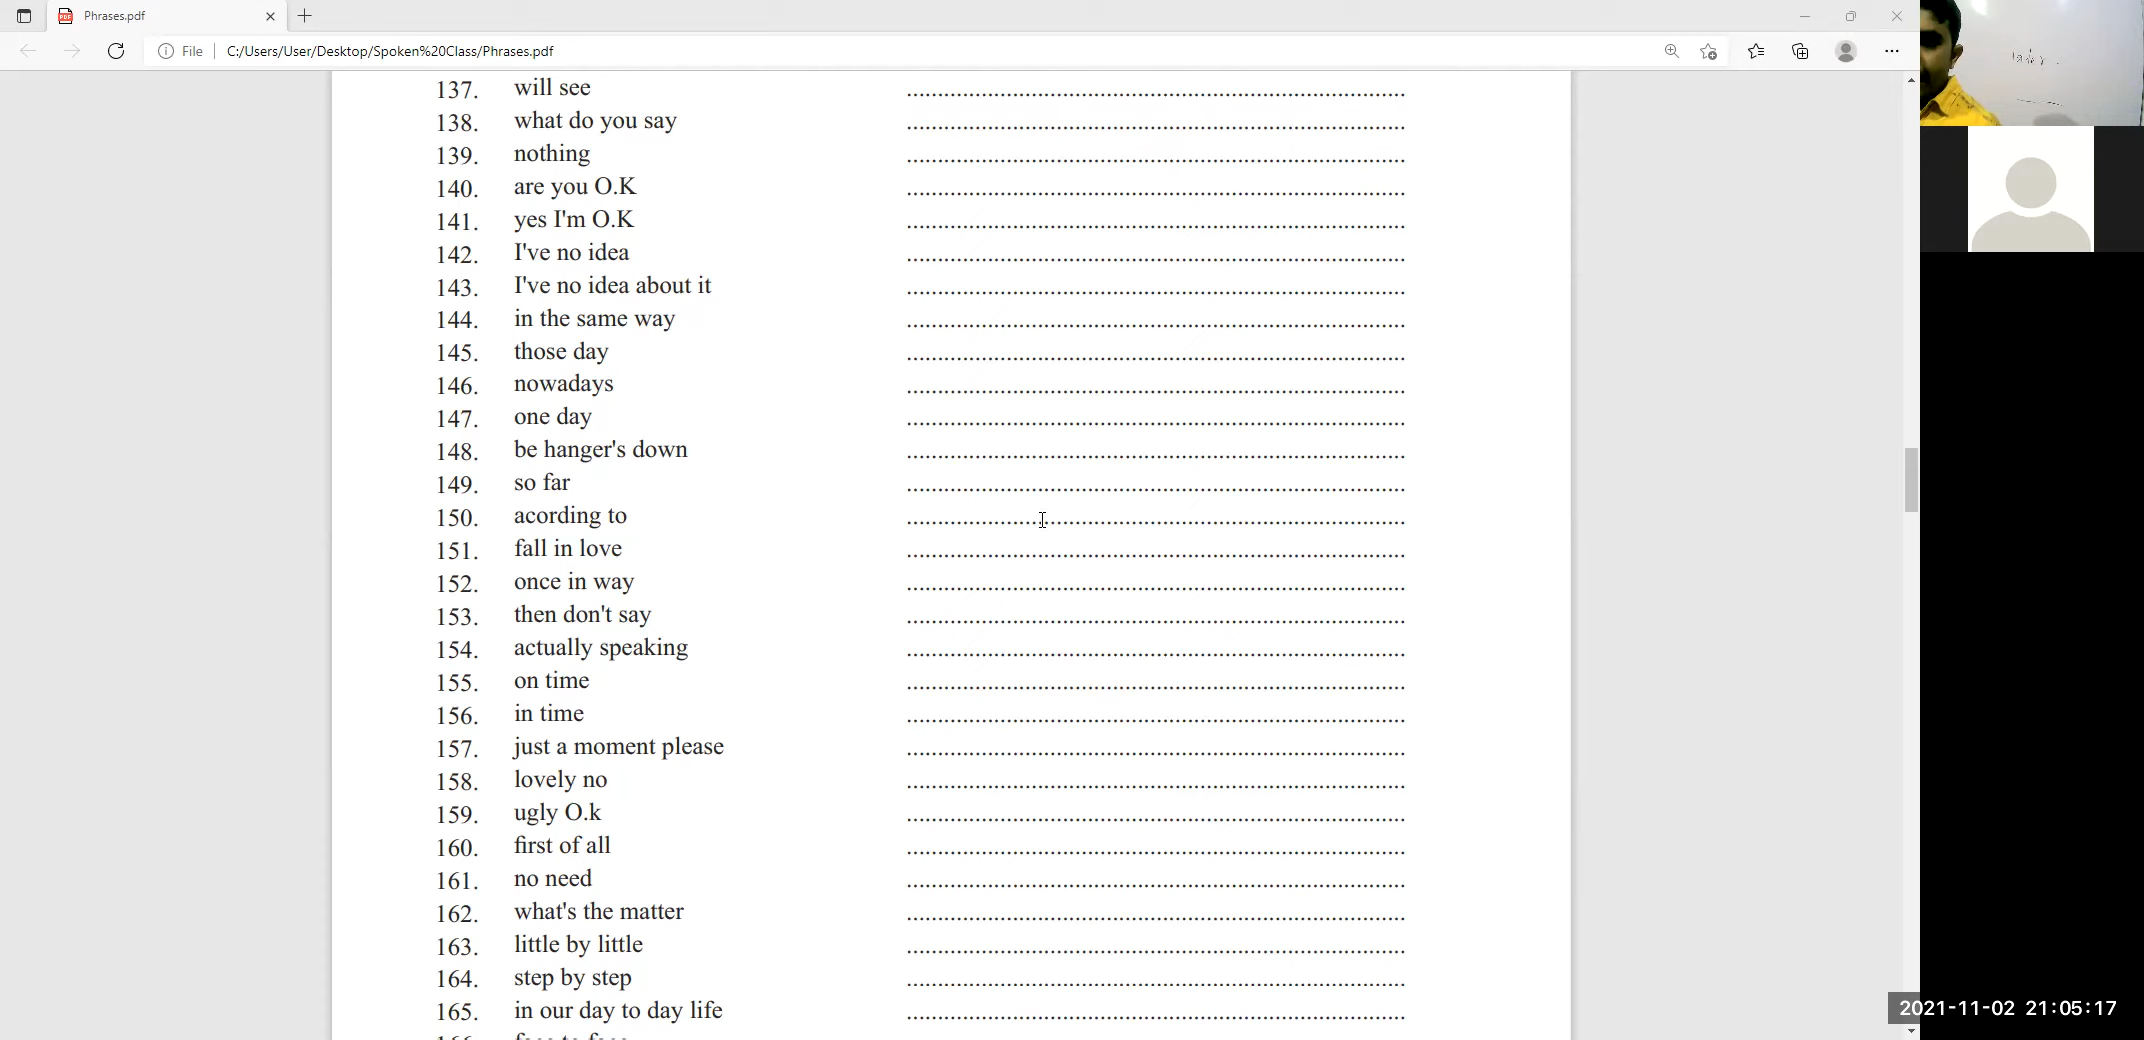 Phrases.pdf
File
C:/Users/User/Desktop/Spoken%20Class/Phrases.pdf
137. will see ................................................................................
138. what do you say ................................................................................
139. nothing ................................................................................
140. are you O.K ................................................................................
141. yes I'm O.K ................................................................................
142. I've no idea ................................................................................
143. I've no idea about it ................................................................................
144. in the same way ................................................................................
145. those day ................................................................................
146. nowadays ................................................................................
147. one day ................................................................................
148. be hanger's down ................................................................................
149. so far ................................................................................
150. acording to ................................................................................
151. fall in love ................................................................................
152. once in way ................................................................................
153. then don't say ................................................................................
154. actually speaking ................................................................................
155. on time ................................................................................
156. in time ................................................................................
157. just a moment please ................................................................................
158. lovely no ................................................................................
159. ugly O.k ................................................................................
160. first of all ................................................................................
161. no need ................................................................................
162. what's the matter ................................................................................
163. little by little ................................................................................
164. step by step ................................................................................
165. in our day to day life ................................................................................
2021-11-02 21:05:17